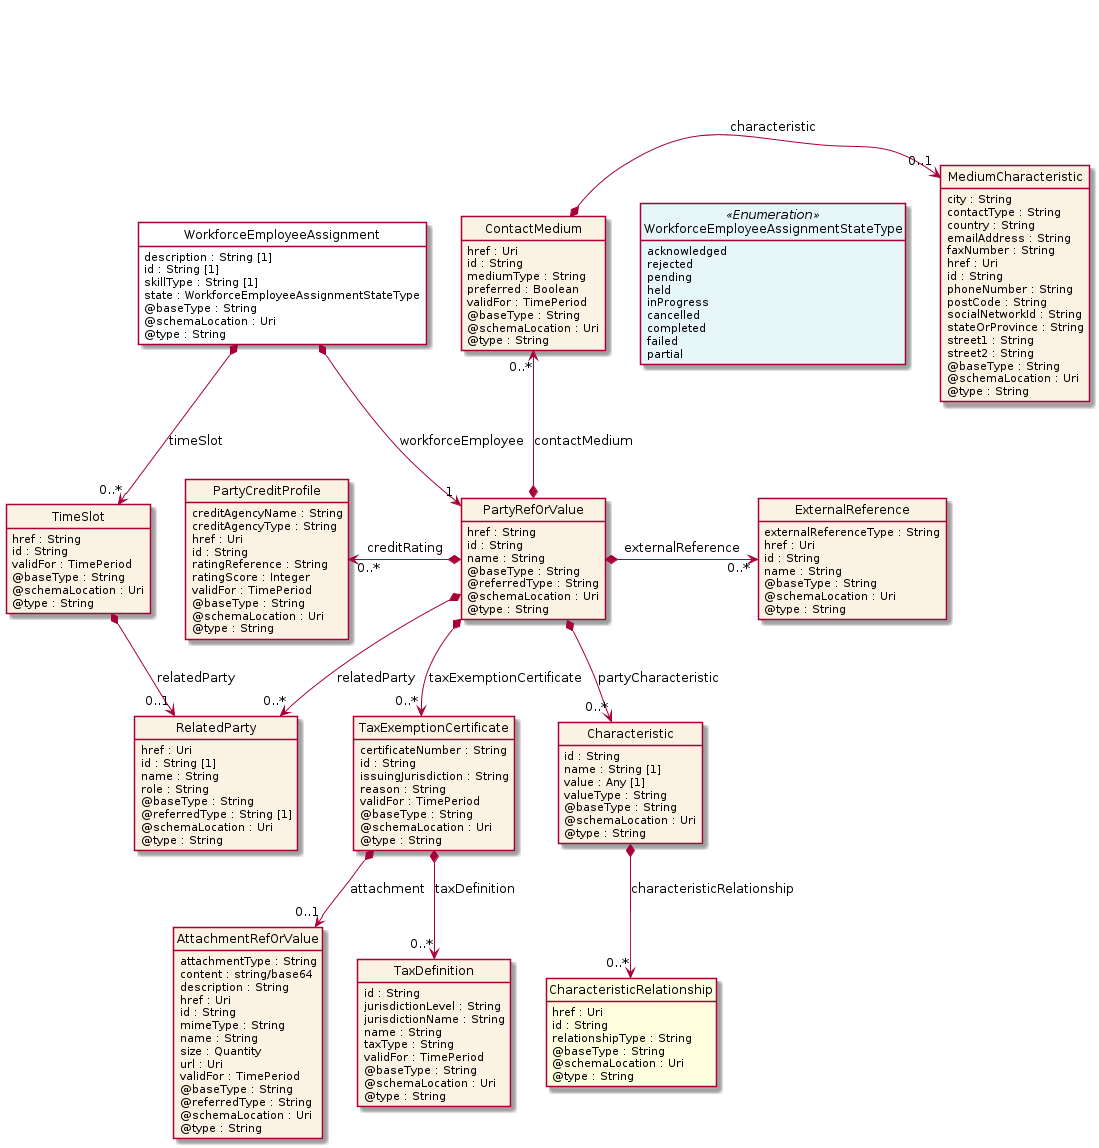 characteristic
0..1
MediumCharacteristic
city : String
contactType : String
country : String
emailAddress : String
faxNumber : String
href : Uri
id : String
phoneNumber : String
postCode : String
socialNetworkId : String
stateOrProvince : String
street1 : String
street2 : String
@baseType : String
@schemaLocation : Uri
@type : String
«Enumeration»
WorkforceEmployeeAssignmentStateType
acknowledged
rejected
pending
held
inProgress
cancelled
completed
failed
partial
ContactMedium
href : Uri
id : String
mediumType : String
preferred : Boolean
validFor : TimePeriod
@baseType : String
@schemaLocation : Uri
@type : String
0..*
WorkforceEmployeeAssignment
description : String [1]
id : String [1]
skillType : String [1]
state : WorkforceEmployeeAssignmentStateType
@baseType : String
@schemaLocation : Uri
@type : String
timeSlot
workforceEmployee
contactMedium
0..*
1
TimeSlot
href : String
id : String
validFor : TimePeriod
@baseType : String
@schemaLocation : Uri
@type : String
PartyCreditProfile
creditAgencyName : String
creditAgencyType : String
href : Uri
id : String
ratingReference : String
ratingScore : Integer
validFor : TimePeriod
@baseType : String
@schemaLocation : Uri
@type : String
creditRating
0..*
PartyRefOrValue
href : String
id : String
name : String
@baseType : String
@referredType : String
@schemaLocation : Uri
@type : String
externalReference
0..*
ExternalReference
externalReferenceType : String
href : Uri
id : String
name : String
@baseType : String
@schemaLocation : Uri
@type : String
relatedParty
relatedParty
taxExemptionCertificate
partyCharacteristic
0..1
0..*
0..*
0..*
RelatedParty
href : Uri
id : String [1]
name : String
role : String
@baseType : String
@referredType : String [1]
@schemaLocation : Uri
@type : String
TaxExemptionCertificate
certificateNumber : String
id : String
issuingJurisdiction : String
reason : String
validFor : TimePeriod
@baseType : String
@schemaLocation : Uri
@type : String
Characteristic
id : String
name : String [1]
value : Any [1]
valueType : String
@baseType : String
@schemaLocation : Uri
@type : String
attachment
taxDefinition
characteristicRelationship
0..1
0..*
0..*
AttachmentRefOrValue
attachmentType : String
content : string/base64
description : String
href : Uri
id : String
mimeType : String
name : String
size : Quantity
url : Uri
validFor : TimePeriod
@baseType : String
@referredType : String
@schemaLocation : Uri
@type : String
TaxDefinition
id : String
jurisdictionLevel : String
jurisdictionName : String
name : String
taxType : String
validFor : TimePeriod
@baseType : String
@schemaLocation : Uri
@type : String
CharacteristicRelationship
href : Uri
id : String
relationshipType : String
@baseType : String
@schemaLocation : Uri
@type : String